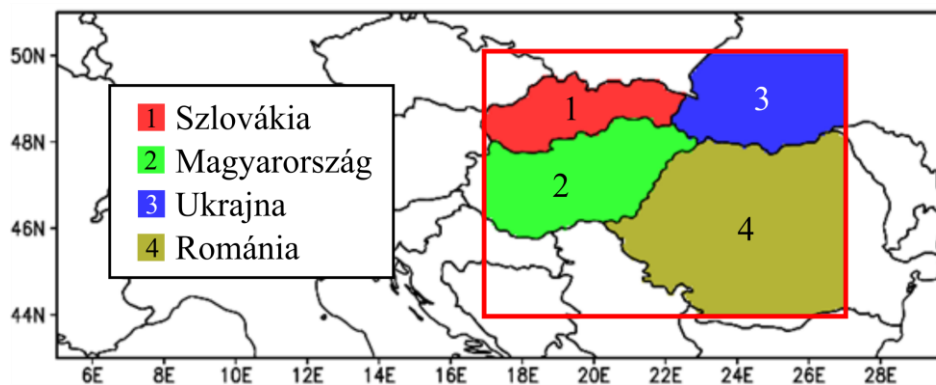 50N
48N
46N
44N
1 Szlovákia
2 Magyarország
3 Ukrajna
4 Románia
1
2
3
4
6E 8E 10E 12E 14E 16E 18E 20E 22E 24E 26E 28E